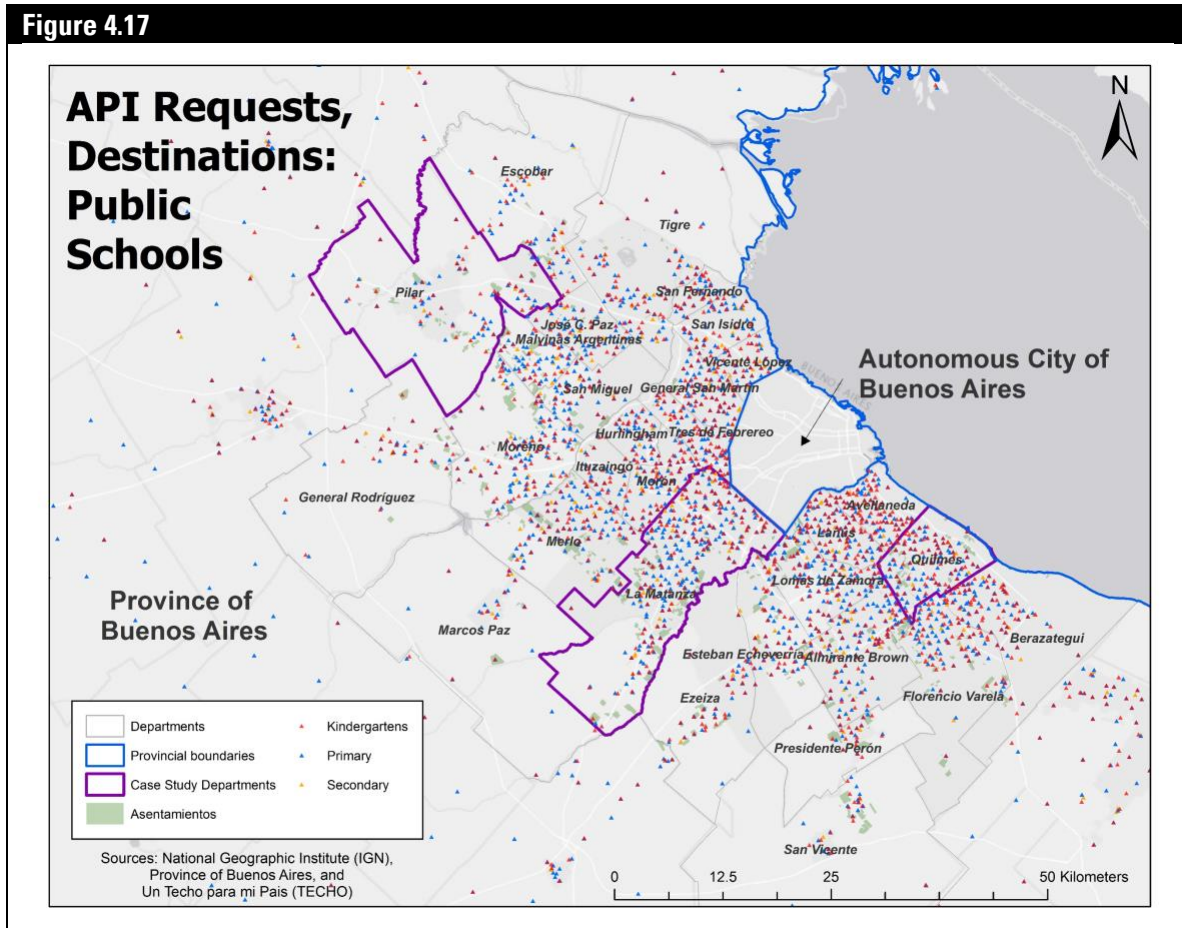 Figure 4.17
API Requests,
Destinations:
Public
Schools
N
Escobar
Tigre
Pilar
San Fernando
José C. Paz
San Isidro
Malvinas Argentinas
Vicente López
BUENOS AIRES
Autonomous City of
Buenos Aires
San Miguel
General San Martín
Hurlingham
Tres de Febrereo
Moreno
Ituzaingó
Morón
General Rodríguez
Avellaneda
Lanús
Merlo
Quilmes
Lomas de Zamora
La Matanza
Province of
Buenos Aires
Marcos Paz
Berazategui
Esteban Echeverría
Almirante Brown
Ezeiza
Florencio Varela
Presidente Perón
San Vicente
Departments
Provincial boundaries
Case Study Departments
Asentamientos
Kindergartens
Primary
Secondary
Sources: National Geographic Institute (IGN),
Province of Buenos Aires, and
Un Techo para mi Pais (TECHO)
0 12.5 25 50 Kilometers